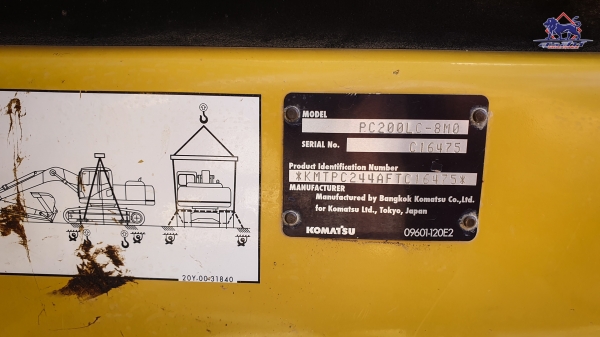 MODEL PC200LC-8M0
SERIAL No. C16475
Product Identification Number
*KMTPC244AFTC16475*
MANUFACTURER
Manufactured by Bangkok Komatsu Co.,Ltd.
for Komatsu Ltd., Tokyo, Japan
KOMATSU 09601-120E2
20Y-00-31840